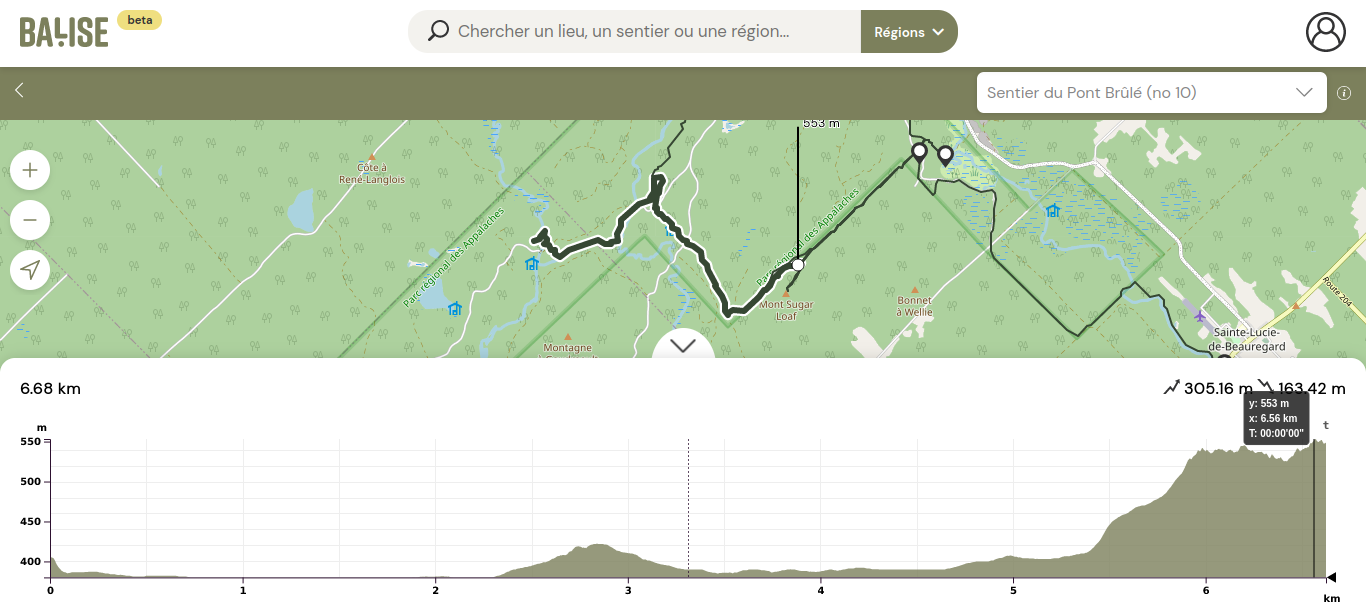 BALISE
beta
Chercher un lieu, un sentier ou une région...
Régions
Sentier du Pont Brûlé (no 10)
553 m
Côte à
René-Langlois
Parc régional des Appalaches
Parc régional des Appalaches
Mont Sugar
Loaf
Bonnet
à Wellie
Route 204
Sainte-Lucie-
de-Beauregard
Montagne
6.68 km
305.16 m
163.42 m
y: 553 m
x: 6.56 km
T: 00:00'00"
m
t
550
500
450
400
0
1
2
3
4
5
6
km